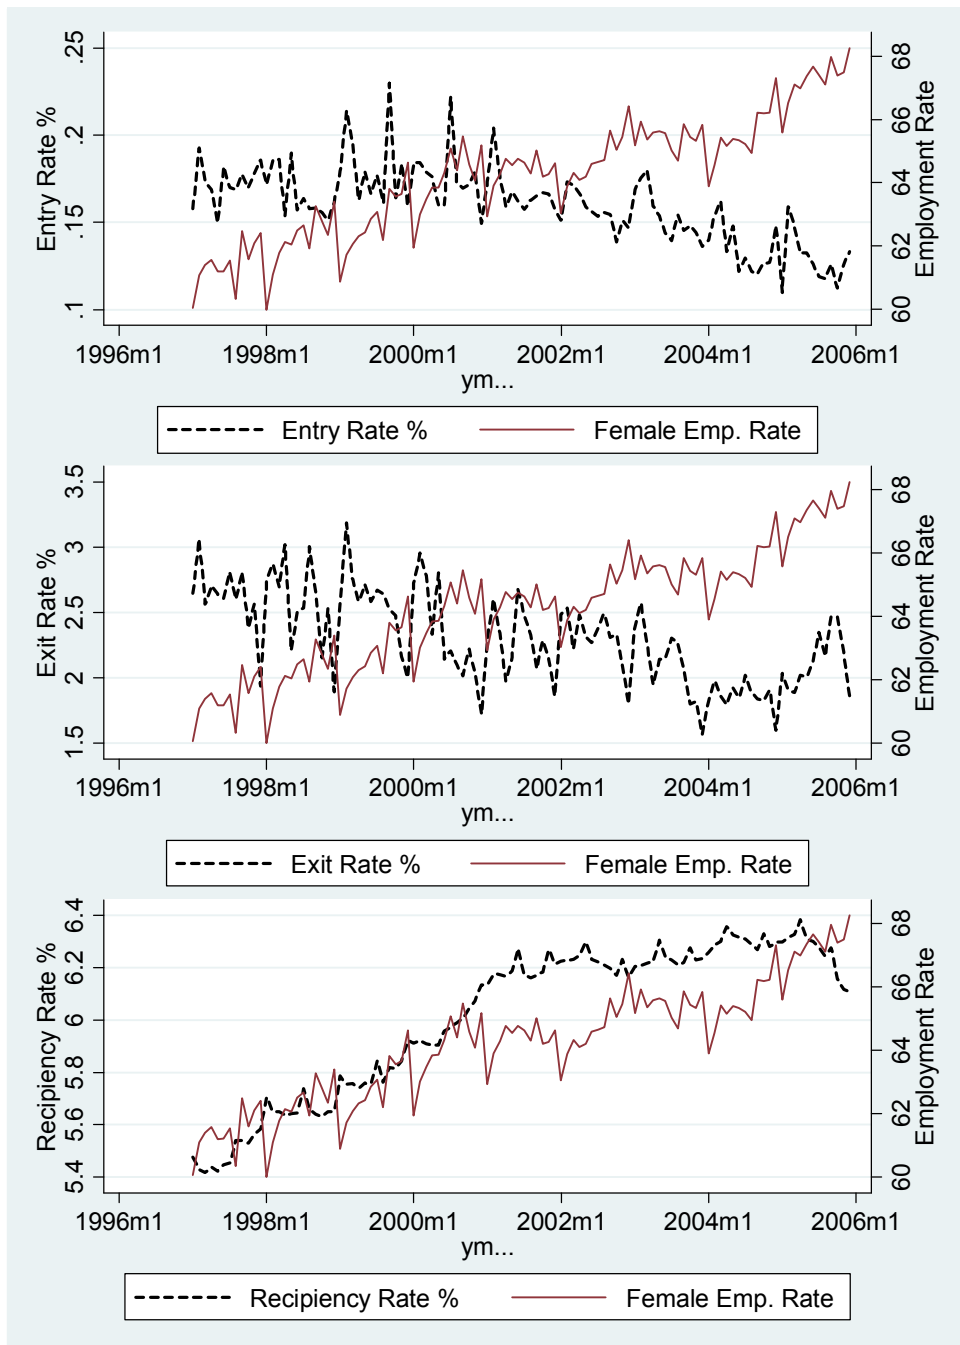 Entry Rate %
.25
.2
.15
.1
Employment Rate
68
66
64
62
60
1996m1 1998m1 2000m1 2002m1 2004m1 2006m1
ym...
Entry Rate % Female Emp. Rate
Exit Rate %
3.5
3
2.5
2
1.5
Employment Rate
68
66
64
62
60
1996m1 1998m1 2000m1 2002m1 2004m1 2006m1
ym...
Exit Rate % Female Emp. Rate
Recipiency Rate %
6.4
6.2
6
5.8
5.6
5.4
Employment Rate
68
66
64
62
60
1996m1 1998m1 2000m1 2002m1 2004m1 2006m1
ym...
Recipiency Rate % Female Emp. Rate